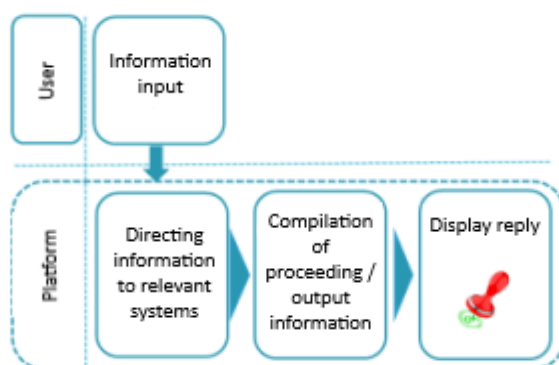 User
Information
input
Platform
Directing
information
to relevant
systems
Compilation
of
proceeding /
output
information
Display reply